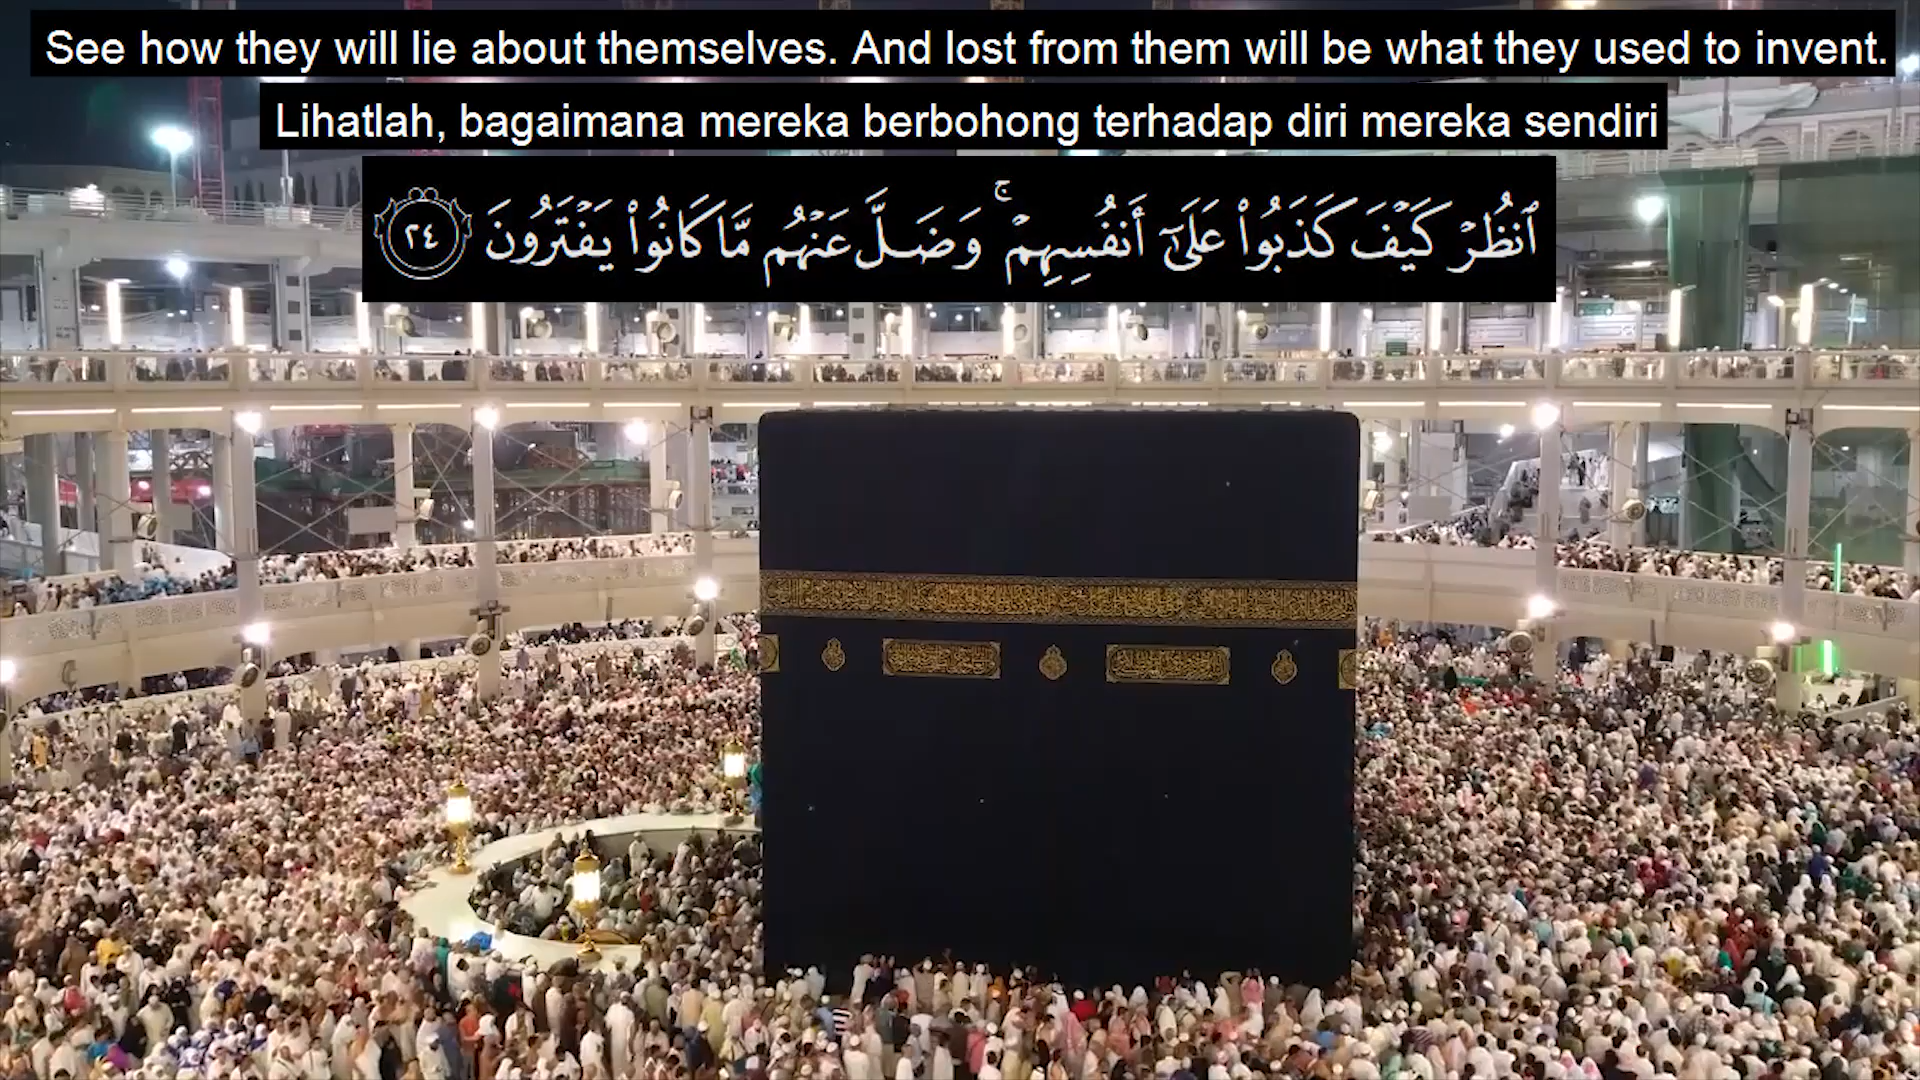 See how they will lie about themselves. And lost from them will be what they used to invent.
Lihatlah, bagaimana mereka berbohong terhadap diri mereka sendiri
ٱنظُرۡ كَيۡفَ كَذَبُواْ عَلَىٰٓ أَنفُسِهِمۡۚ وَضَلَّ عَنۡهُم مَّا كَانُواْ يَفۡتَرُونَ ٢٤